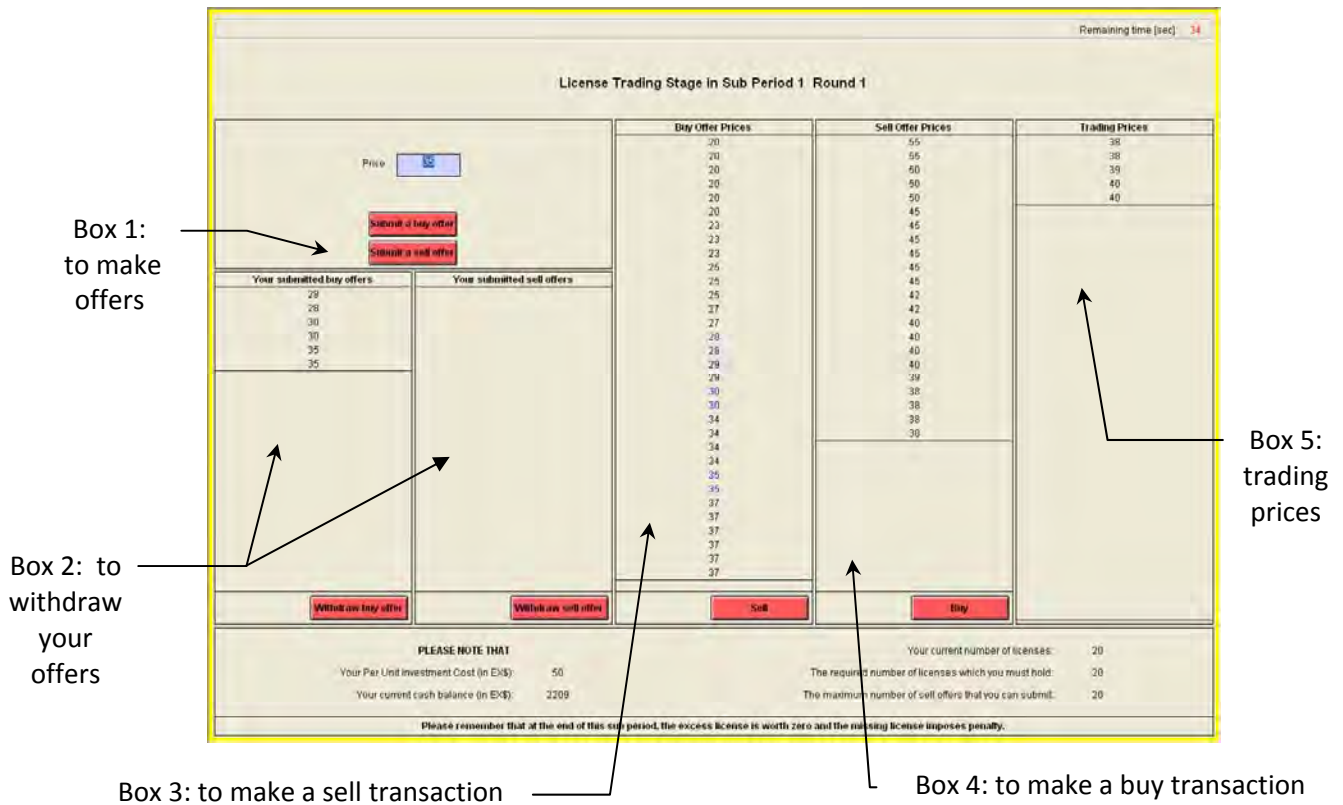 Remaining time [sec] 34
License Trading Stage in Sub Period 1 Round 1
Price 35
Submit a buy offer
Submit a sell offer
Box 1:
to make
offers
Your submitted buy offers
28
28
30
30
35
35
Withdraw buy offer
Your submitted sell offers
Withdraw sell offer
Box 2: to
withdraw
your
offers
Buy Offer Prices
20
20
20
20
20
20
23
23
23
25
25
25
27
27
28
28
29
29
30
30
34
34
34
34
35
35
37
37
37
37
37
37
Sell
Sell Offer Prices
55
55
50
50
50
45
45
45
45
45
45
42
42
40
40
40
40
39
38
38
38
38
Buy
Trading Prices
38
38
39
40
40
Box 5:
trading
prices
PLEASE NOTE THAT
Your Per Unit investment Cost (in EX$): 50
Your current cash balance (in EX$): 2209
Your current number of licenses: 20
The required number of licenses which you must hold: 20
The maximum number of sell offers that you can submit: 20
Please remember that at the end of this sub period, the excess license is worth zero and the missing license imposes penalty.
Box 3: to make a sell transaction
Box 4: to make a buy transaction